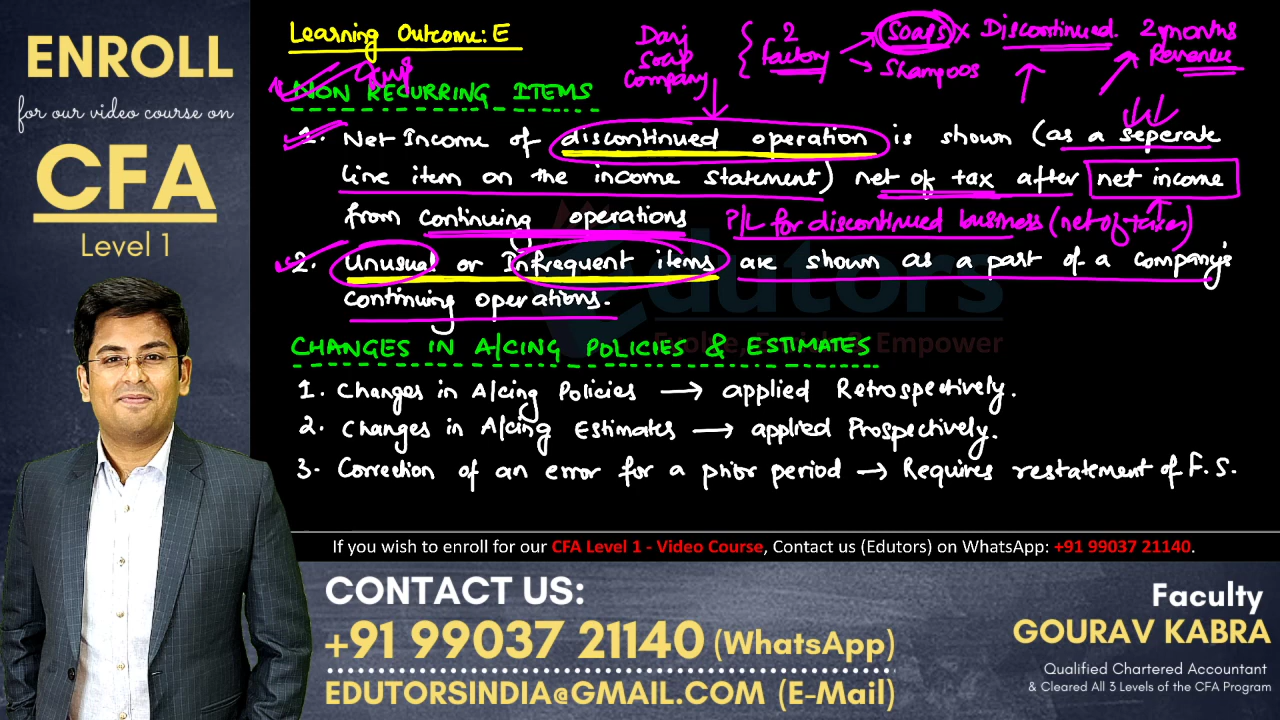 ENROLL
for our video course on
CFA
Level 1
Learning Outcome: E
Darj
Soap
Company
2
Factory
Soaps X Discontinued.
Shampoos
2 months
Revenue
NON RECURRING ITEMS
1. Net Income of discontinued operation is shown (as a seperate
line item on the income statement) net of tax after net income
from continuing operations
P/L for discontinued business (net of taxes)
2. Unusual or Infrequent items are shown as a part of a company's
continuing operations.
CHANGES IN A/CING POLICIES & ESTIMATES
1. Changes in A/cing Policies → applied Retrospectively.
2. Changes in A/cing Estimates → applied Prospectively.
3. Correction of an error for a prior period → Requires restatement of F.S.
Edutors
Evolve, Excite & Empower
If you wish to enroll for our CFA Level 1 - Video Course, Contact us (Edutors) on WhatsApp: +91 99037 21140.
CONTACT US:
+91 99037 21140 (WhatsApp)
EDUTORSINDIA@GMAIL.COM (E-Mail)
Faculty
GOURAV KABRA
Qualified Chartered Accountant
& Cleared All 3 Levels of the CFA Program